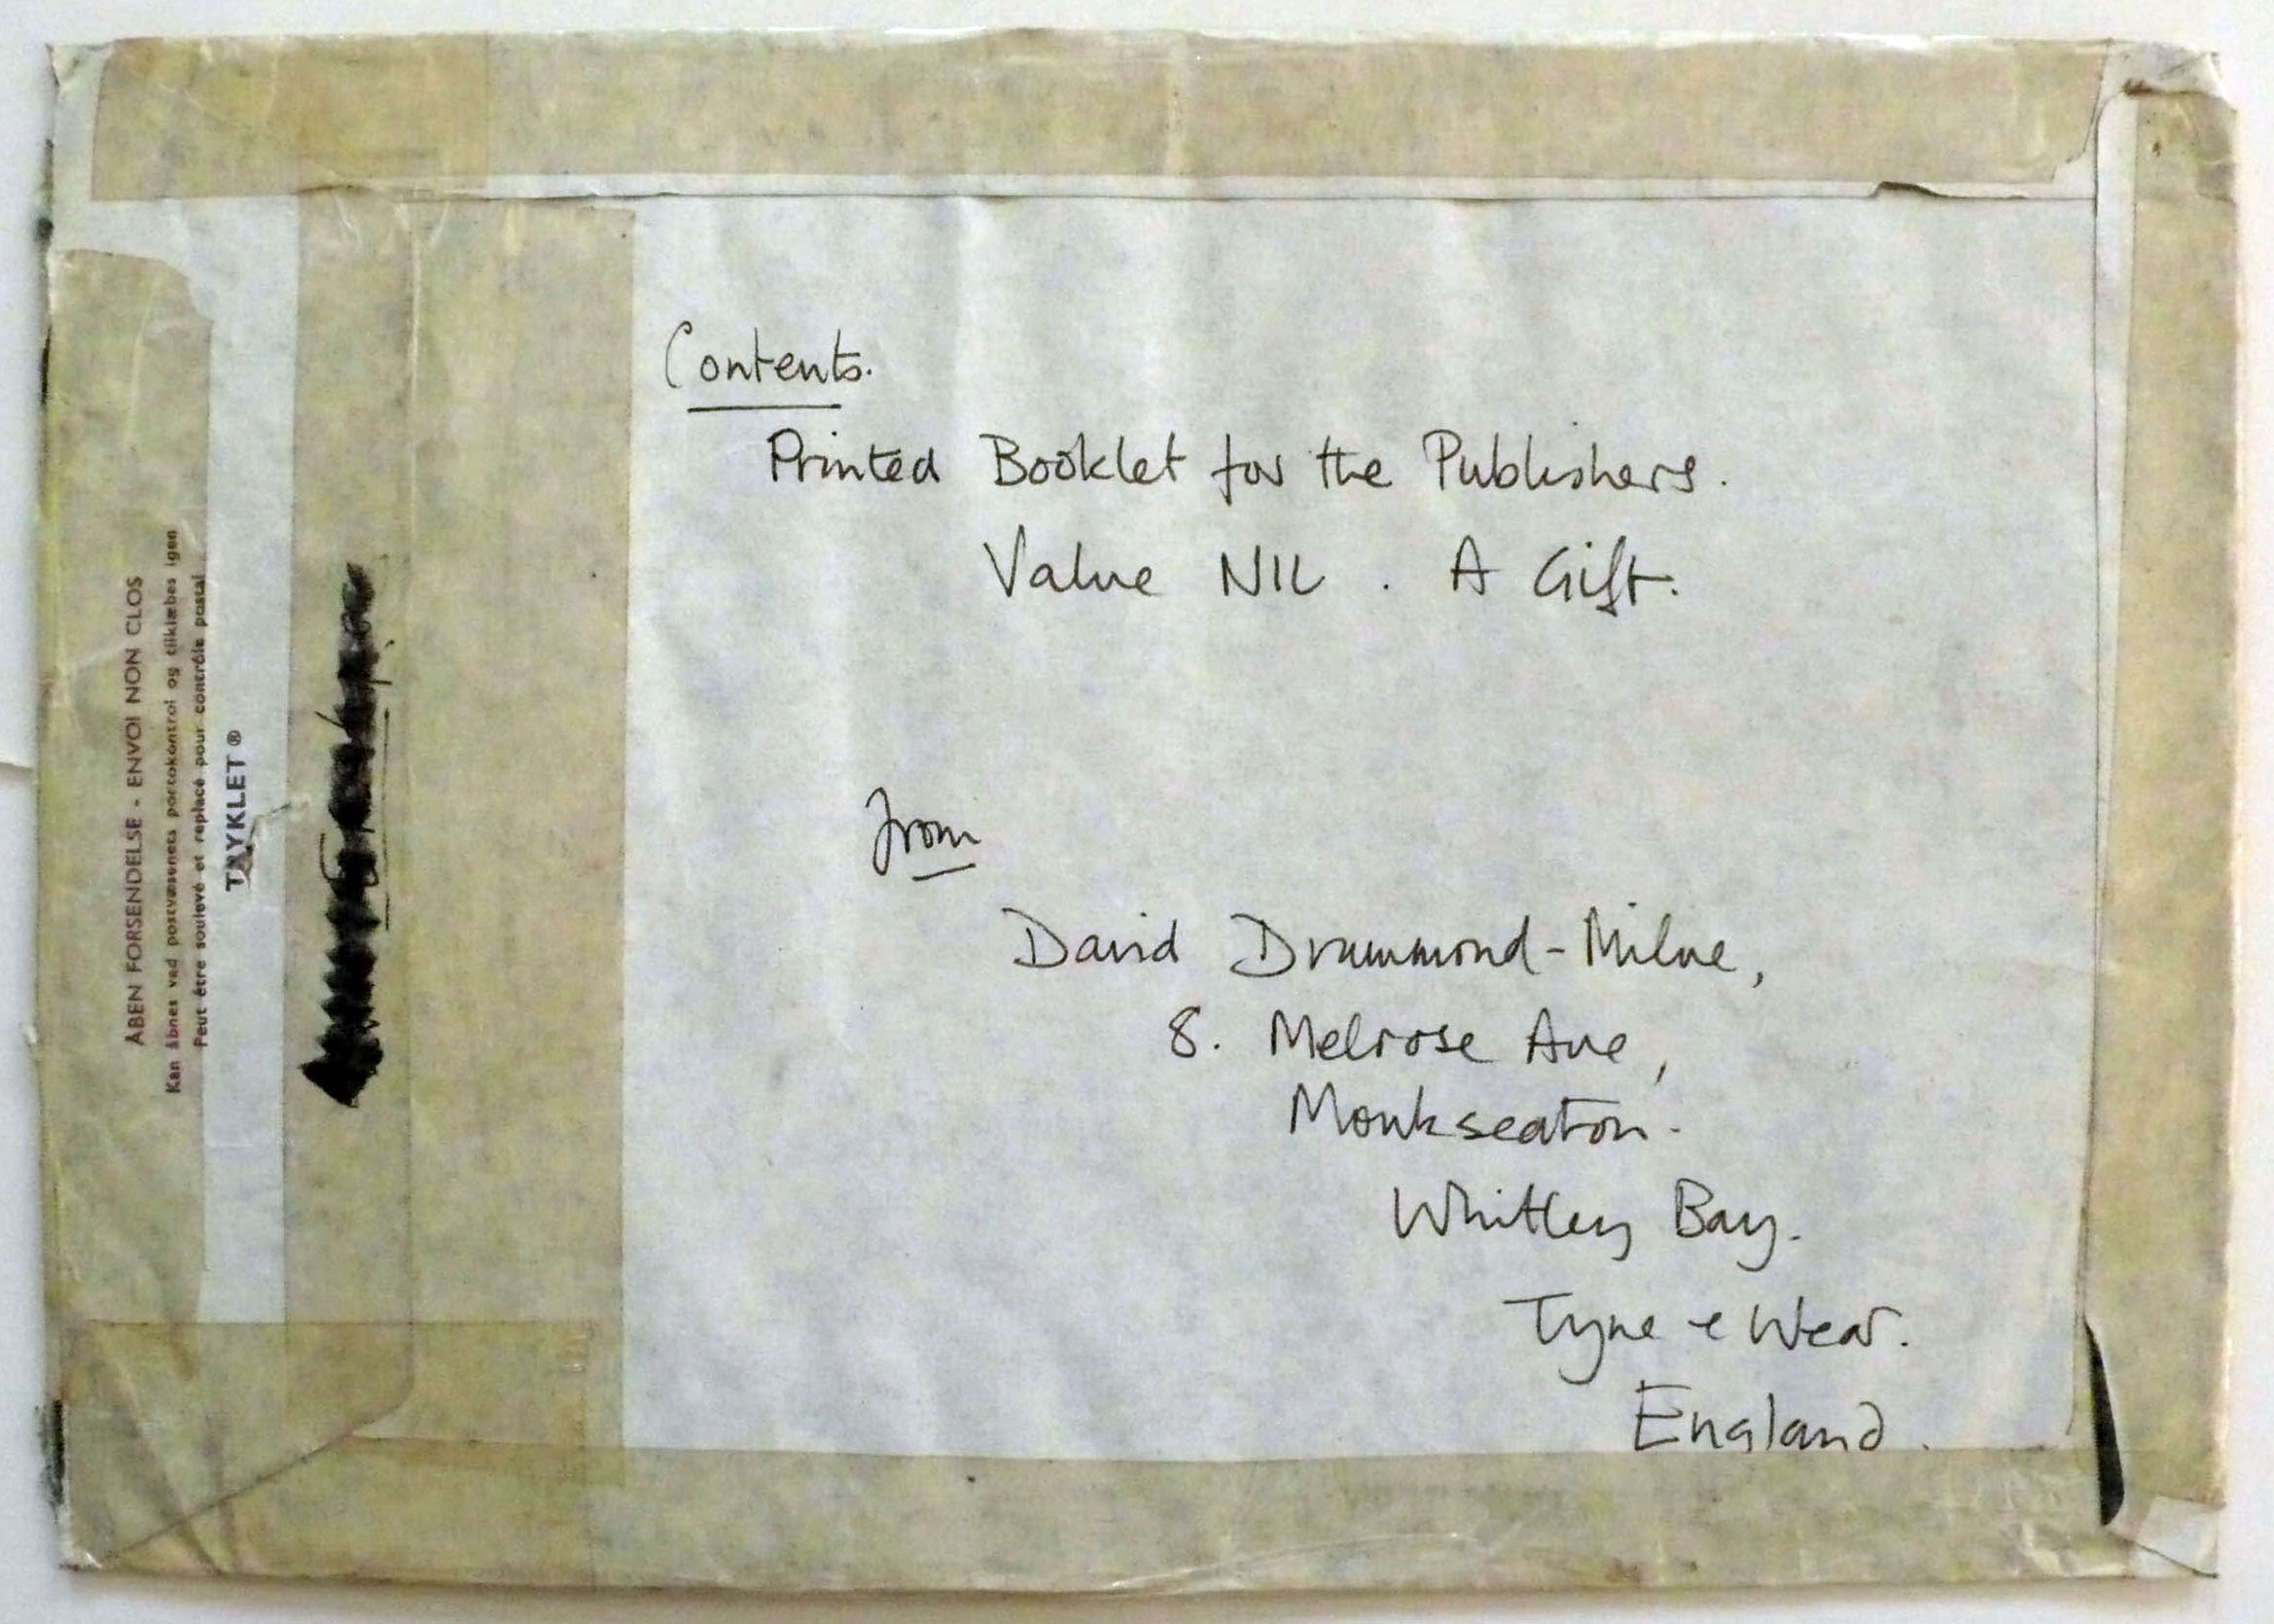 Contents.
Printed Booklet for the Publishers.
Value NIL . A Gift.
From
David Drummond-Milne,
8. Melrose Ave,
Monkseaton.
Whitley Bay.
Tyne & Wear.
England.
ÅBEN FORSENDELSE - ENVOI NON CLOS
Kan åbnes ved postvæsenets portokontrol og tilklæbes igen
Peut être soulevé et replacé pour contrôle postal
TRYKLET®